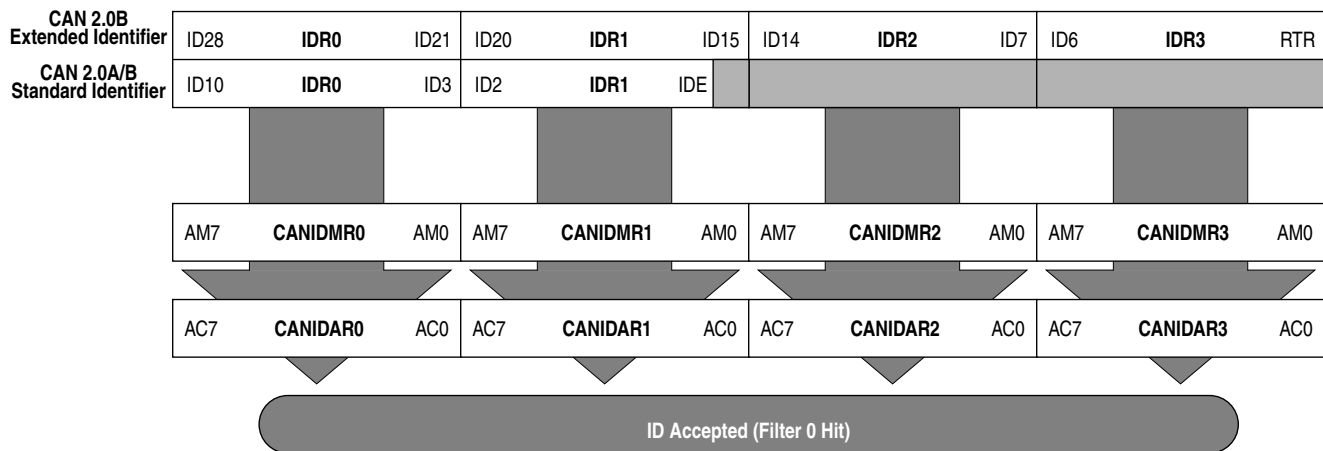 CAN 2.0B
Extended Identifier
ID28 IDR0 ID21 ID20 IDR1 ID15 ID14 IDR2 ID7 ID6 IDR3 RTR
CAN 2.0A/B
Standard Identifier
ID10 IDR0 ID3 ID2 IDR1 IDE
AM7 CANIDMR0 AM0 AM7 CANIDMR1 AM0 AM7 CANIDMR2 AM0 AM7 CANIDMR3 AM0
AC7 CANIDAR0 AC0 AC7 CANIDAR1 AC0 AC7 CANIDAR2 AC0 AC7 CANIDAR3 AC0
ID Accepted (Filter 0 Hit)